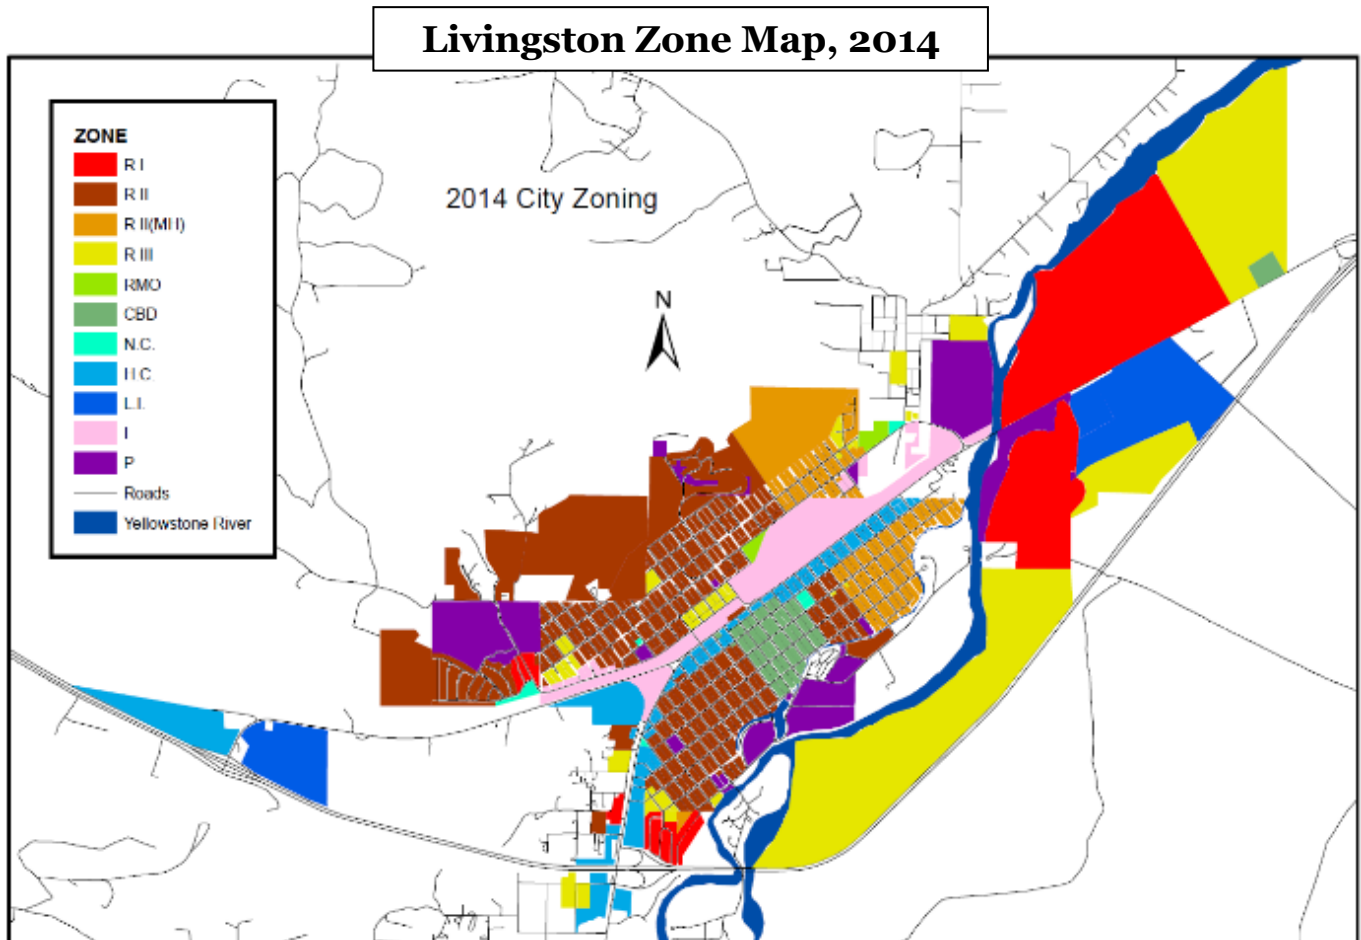 Livingston Zone Map, 2014
ZONE
R I
R II
R II(MH)
R III
RMO
CBD
N.C.
H.C.
L.I.
I
P
Roads
Yellowstone River
2014 City Zoning
N